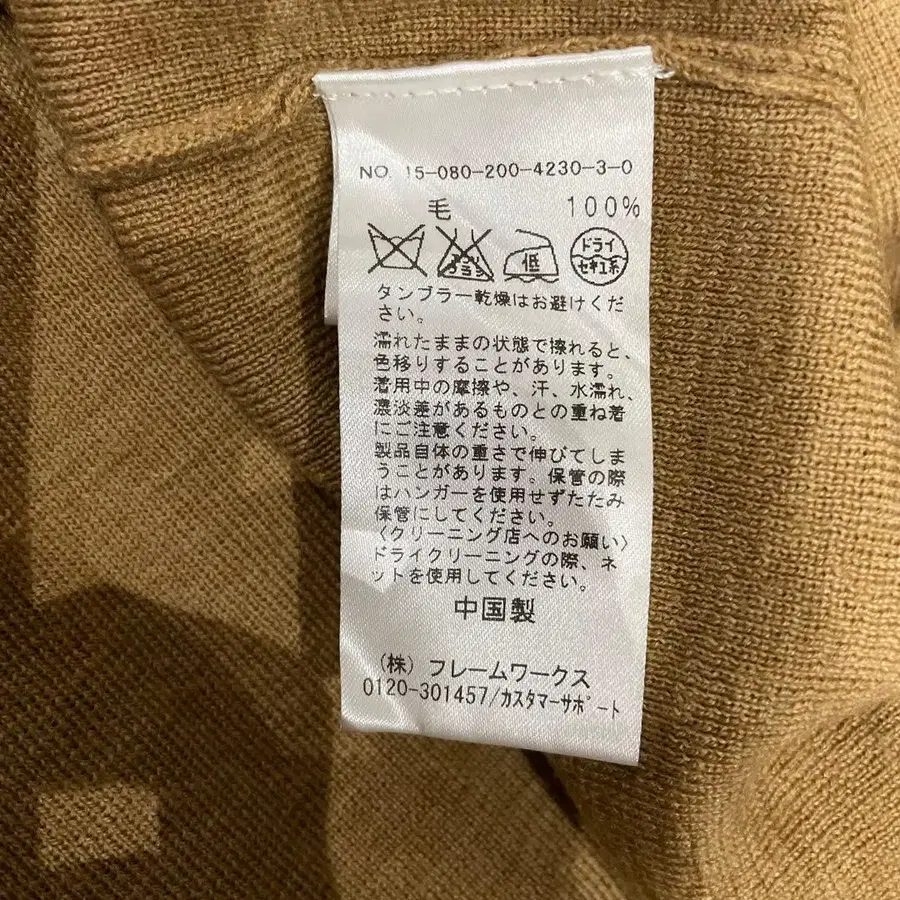 NO. 15-080-200-4230-3-0
毛 100%
低 ドライ
セキユ系
タンブラー乾燥はお避けくだ
さい。
濡れたままの状態で擦れると、
色移りすることがあります。
着用中の摩擦や、汗、水濡れ、
濃淡差があるものとの重ね着
にご注意ください。
製品自体の重さで伸びてしま
うことがあります。保管の際
はハンガーを使用せずたたみ
保管にしてください。
〈クリーニング店へのお願い〉
ドライクリーニングの際、ネ
ットを使用してください。
中国製
(株) フレームワークス
0120-301457/カスタマーサポート